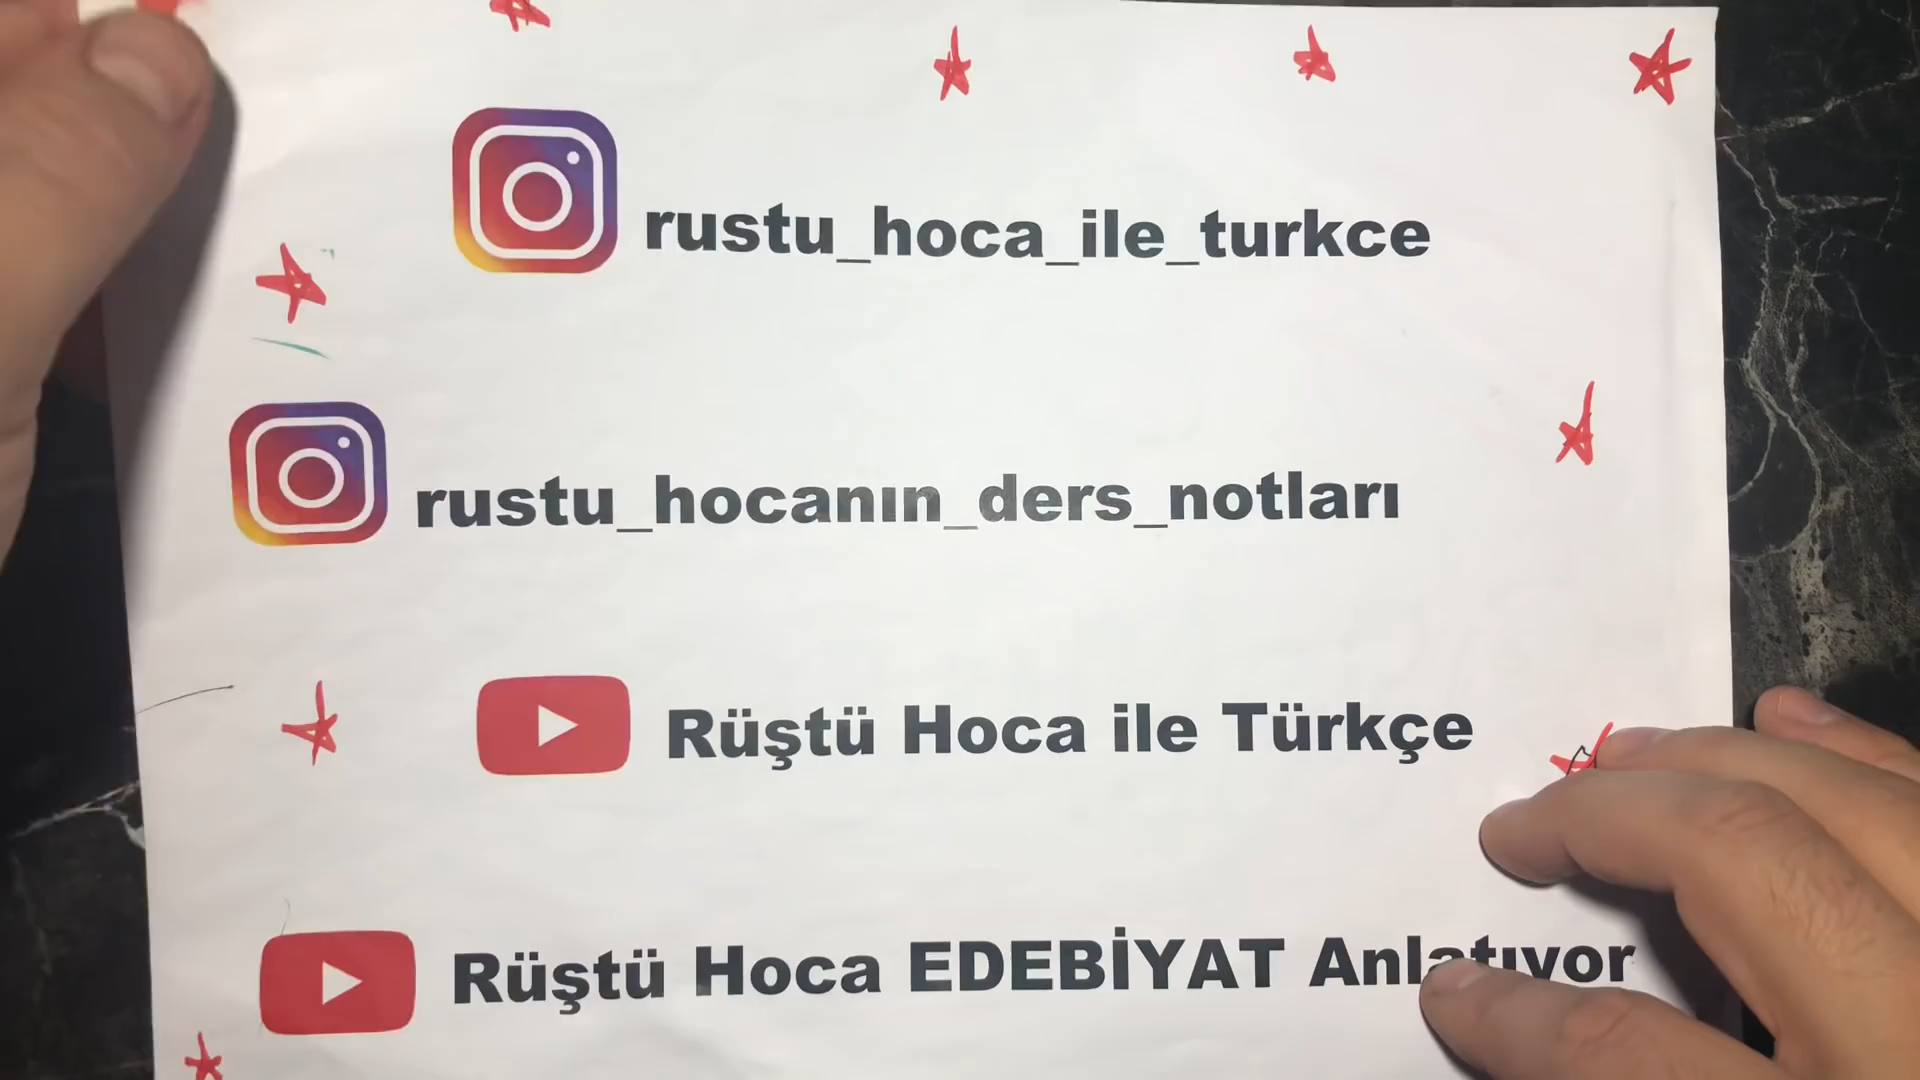 rustu_hoca_ile_turkce
rustu_hocanın_ders_notları
Rüştü Hoca ile Türkçe
Rüştü Hoca EDEBİYAT Anlatıyor